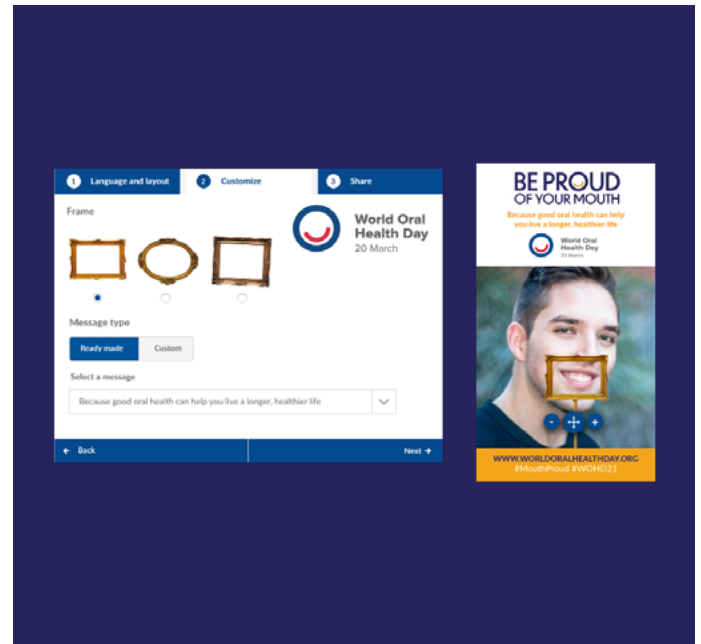 1 Language and layout
2 Customize
3 Share
Frame
World Oral
Health Day
20 March
Message type
Ready made
Custom
Select a message
Because good oral health can help you live a longer, healthier life
← Back
Next →
BE PROUD
OF YOUR MOUTH
Because good oral health can help
you live a longer, healthier life
World Oral
Health Day
20 March
- +
WWW.WORLDORALHEALTHDAY.ORG
#MouthProud #WOHD21